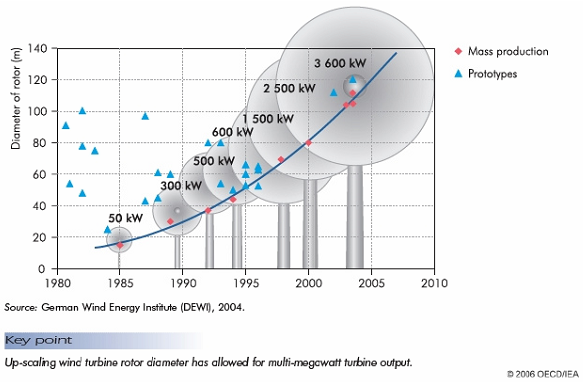 3 600 kW
2 500 kW
1 500 kW
600 kW
500 kW
300 kW
50 kW
Diameter of rotor (m)
140
120
100
80
60
40
20
0
1980
1985
1990
1995
2000
2005
2010
Mass production
Prototypes
Source: German Wind Energy Institute (DEWI), 2004.
Key point
Up-scaling wind turbine rotor diameter has allowed for multi-megawatt turbine output.
© 2006 OECD/IEA